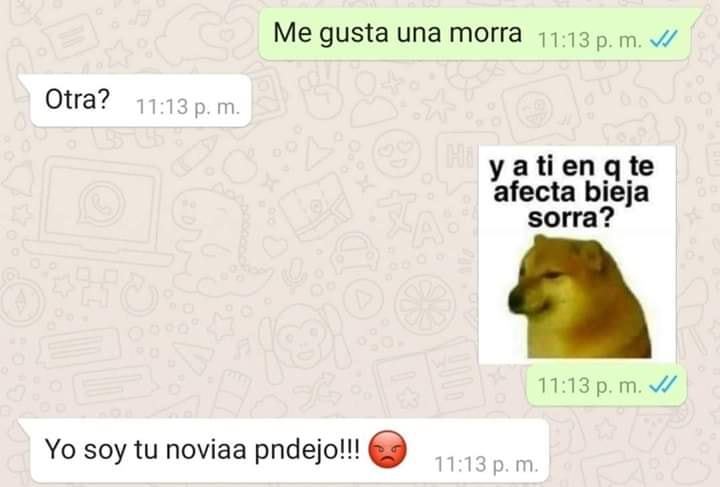 Me gusta una morra 11:13 p. m.
Otra? 11:13 p. m.
Hi
y a ti en q te
afecta bieja
sorra?
11:13 p. m.
Yo soy tu noviaa pndejo!!! 😡 11:13 p. m.